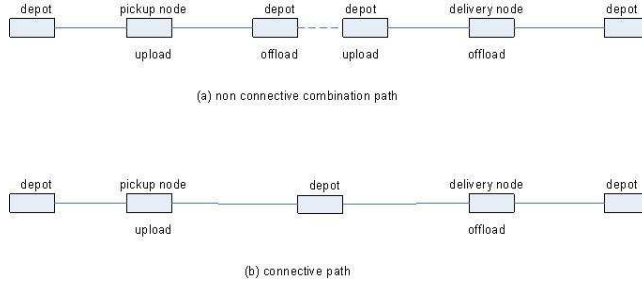 depot pickup node depot depot delivery node depot
upload offload upload offload
(a) non connective combination path
depot pickup node depot delivery node depot
upload offload
(b) connective path